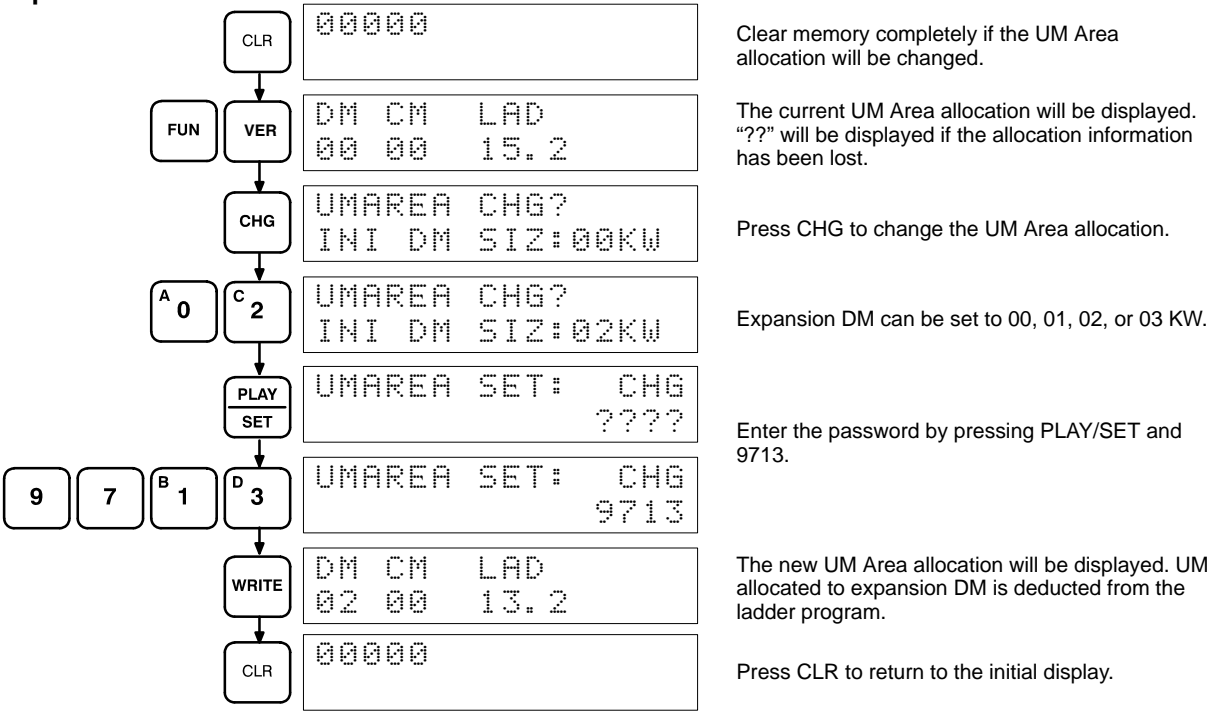 CLR
00000
Clear memory completely if the UM Area
allocation will be changed.
FUN VER
DM CM LAD
00 00 15.2
The current UM Area allocation will be displayed.
“??” will be displayed if the allocation information
has been lost.
CHG
UMAREA CHG?
INI DM SIZ:00KW
Press CHG to change the UM Area allocation.
A 0 C 2
UMAREA CHG?
INI DM SIZ:02KW
Expansion DM can be set to 00, 01, 02, or 03 KW.
PLAY
SET
UMAREA SET: CHG
????
Enter the password by pressing PLAY/SET and
9713.
9 7 B 1 D 3
UMAREA SET: CHG
9713
WRITE
DM CM LAD
02 00 13.2
The new UM Area allocation will be displayed. UM
allocated to expansion DM is deducted from the
ladder program.
CLR
00000
Press CLR to return to the initial display.